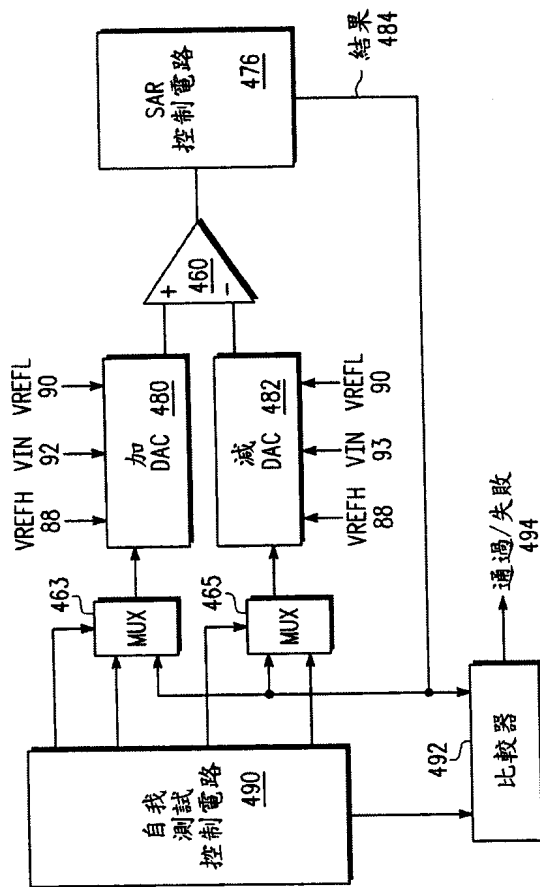 自我
測試
控制電路
490
463
MUX
465
MUX
VREFH
88
VIN
92
VREFL
90
加
DAC
480
減
DAC
482
VREFH
88
VIN
93
VREFL
90
+
460
−
SAR
控制電路
476
結果
484
492
比較器
通過/失敗
494